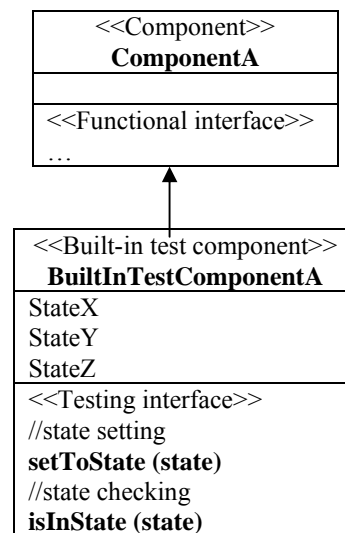 <<Component>>
ComponentA
<<Functional interface>>
…
<<Built-in test component>>
BuiltInTestComponentA
StateX
StateY
StateZ
<<Testing interface>>
//state setting
setToState (state)
//state checking
isInState (state)